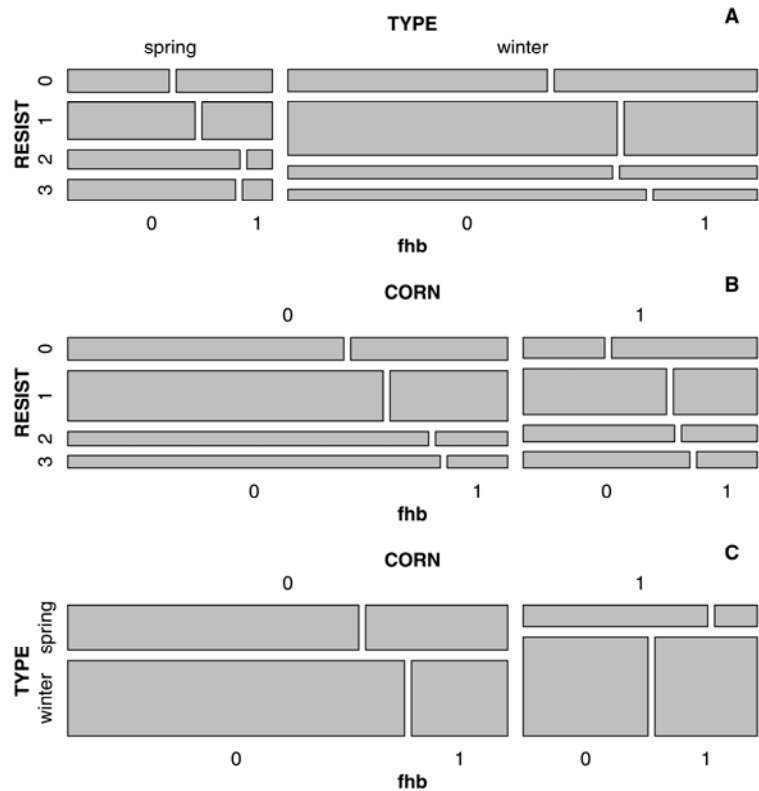 TYPE A
spring winter
RESIST
0
1
2
3
0 1 0 1
fhb
CORN B
0 1
RESIST
0
1
2
3
0 1 0 1
fhb
CORN C
0 1
TYPE
spring
winter
0 1 0 1
fhb